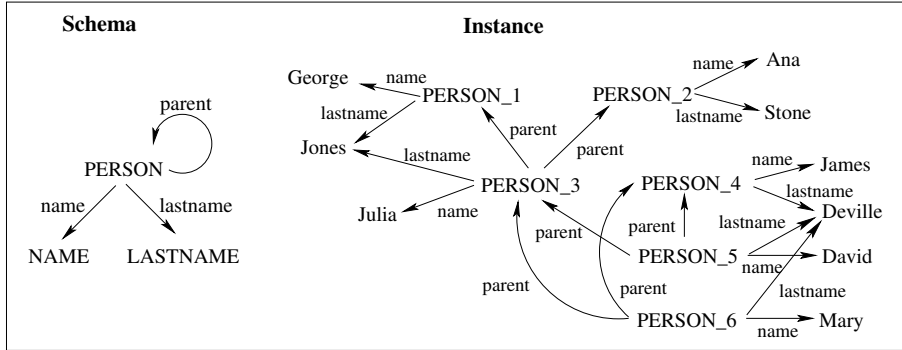 Schema
parent
PERSON
name
lastname
NAME
LASTNAME
Instance
George
name
PERSON_1
lastname
Jones
name
Ana
PERSON_2
lastname
Stone
parent
parent
lastname
PERSON_3
Julia
name
name
James
PERSON_4
lastname
Deville
parent
parent
lastname
PERSON_5
name
David
parent
parent
lastname
PERSON_6
name
Mary